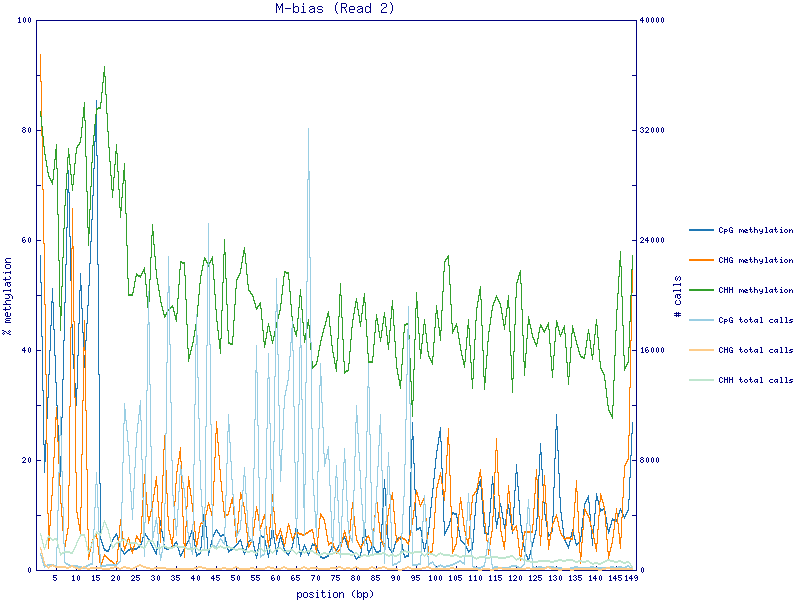 M-bias (Read 2)
100
80
60
40
20
0
% methylation
40000
32000
24000
16000
8000
0
# calls
5 10 15 20 25 30 35 40 45 50 55 60 65 70 75 80 85 90 95 100 105 110 115 120 125 130 135 140 145 149
position (bp)
CpG methylation
CHG methylation
CHH methylation
CpG total calls
CHG total calls
CHH total calls